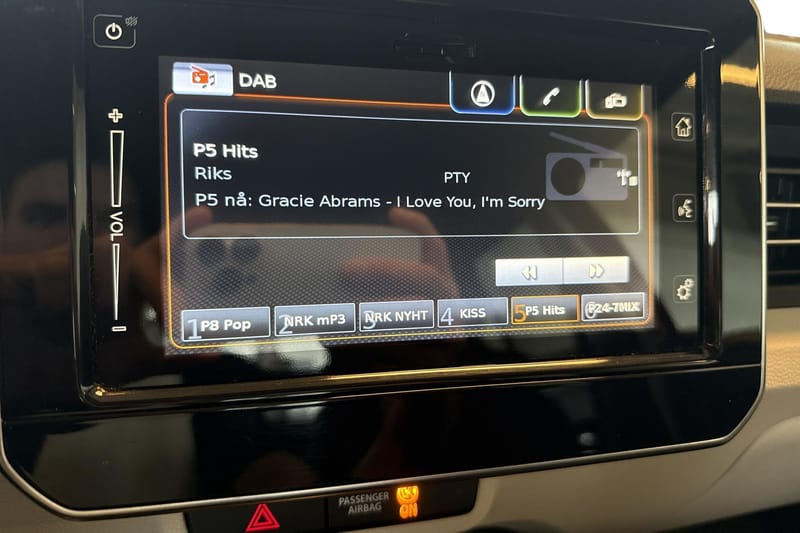 DAB
P5 Hits
Riks
PTY
P5 nå: Gracie Abrams - I Love You, I'm Sorry
+
VOL
-
1 P8 Pop
2 NRK mP3
3 NRK NYHT
4 KISS
5 P5 Hits
6 P24-7MIX
PASSENGER
AIRBAG
ON